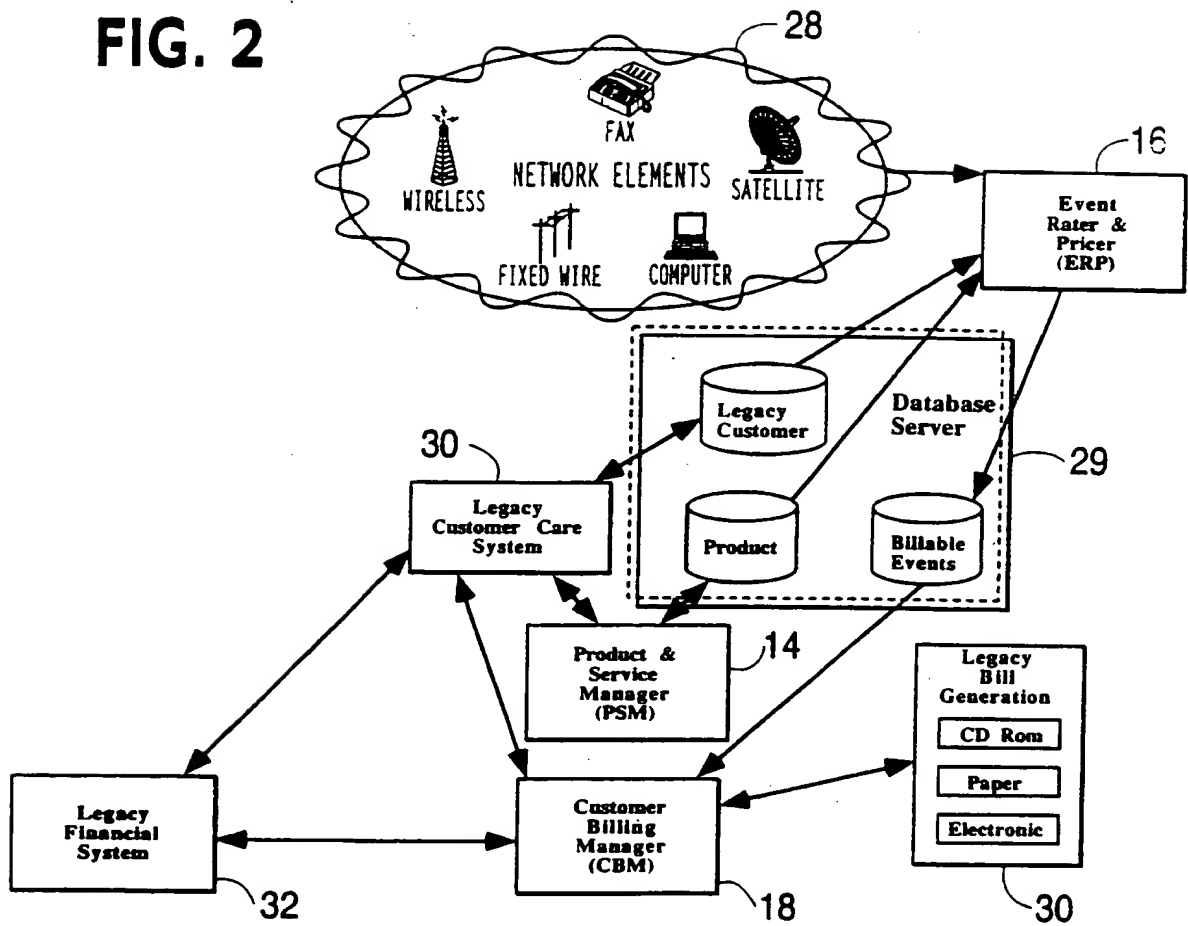 FIG. 2
28
FAX
WIRELESS
NETWORK ELEMENTS
SATELLITE
FIXED WIRE
COMPUTER
16
Event
Rater &
Pricer
(ERP)
Legacy
Customer
Database
Server
29
30
Legacy
Customer Care
System
Product
Billable
Events
Product &
Service
Manager
(PSM)
14
Legacy
Bill
Generation
CD Rom
Paper
Electronic
30
Legacy
Financial
System
32
Customer
Billing
Manager
(CBM)
18